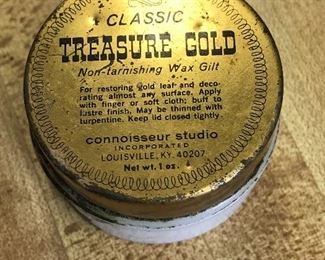 CLASSIC
TREASURE GOLD
Non-tarnishing Wax Gilt
For restoring gold leaf and deco-
rating almost any surface. Apply
with finger or soft cloth; buff to
lustre finish. May be thinned with
turpentine. Keep lid closed tightly.
connoisseur studio
INCORPORATED
LOUISVILLE, KY. 40207
Net wt. 1 oz.